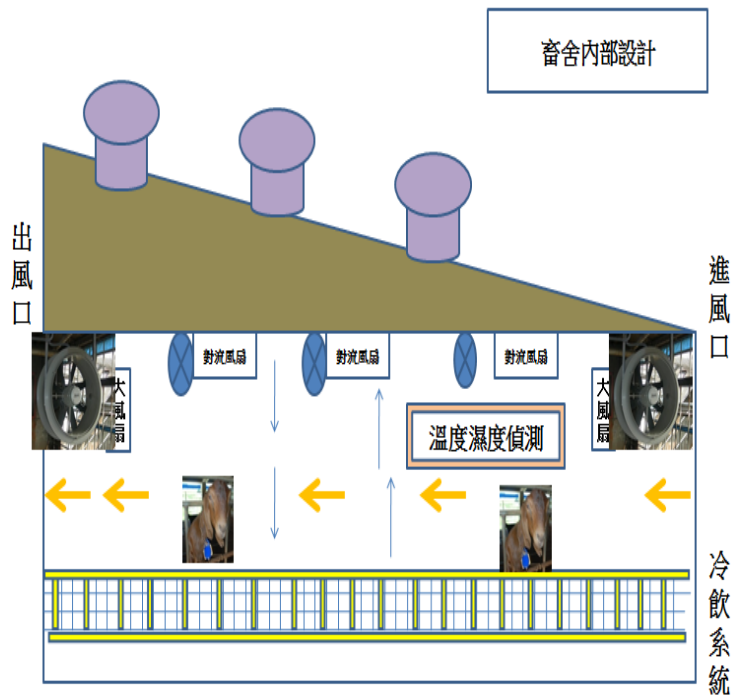 畜舍內部設計
出風口
進風口
對流風扇
對流風扇
對流風扇
大風扇
大風扇
溫度濕度偵測
冷飲系統